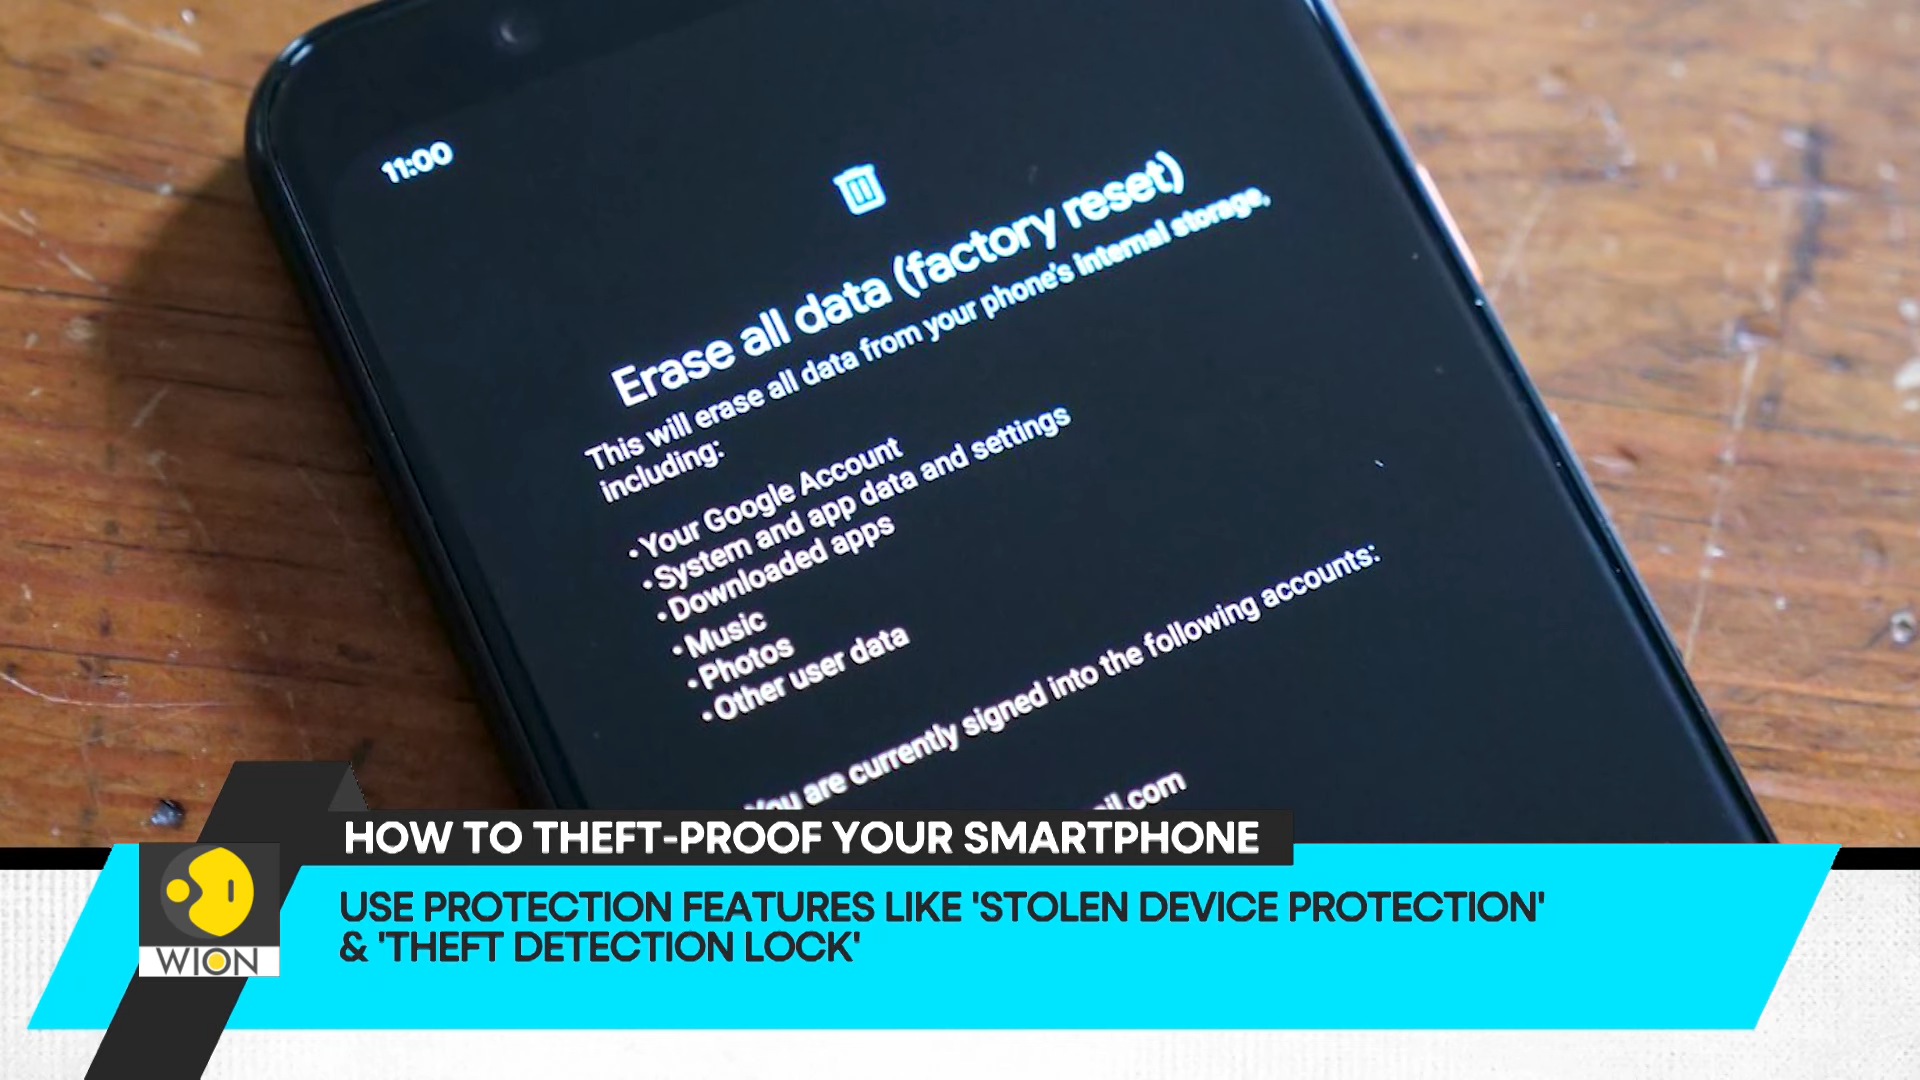 11:00
Erase all data (factory reset)
This will erase all data from your phone's internal storage,
including:
• Your Google Account
• System and app data and settings
• Downloaded apps
• Music
• Photos
• Other user data
You are currently signed into the following accounts:
ail.com
HOW TO THEFT-PROOF YOUR SMARTPHONE
USE PROTECTION FEATURES LIKE 'STOLEN DEVICE PROTECTION'
& 'THEFT DETECTION LOCK'
WION